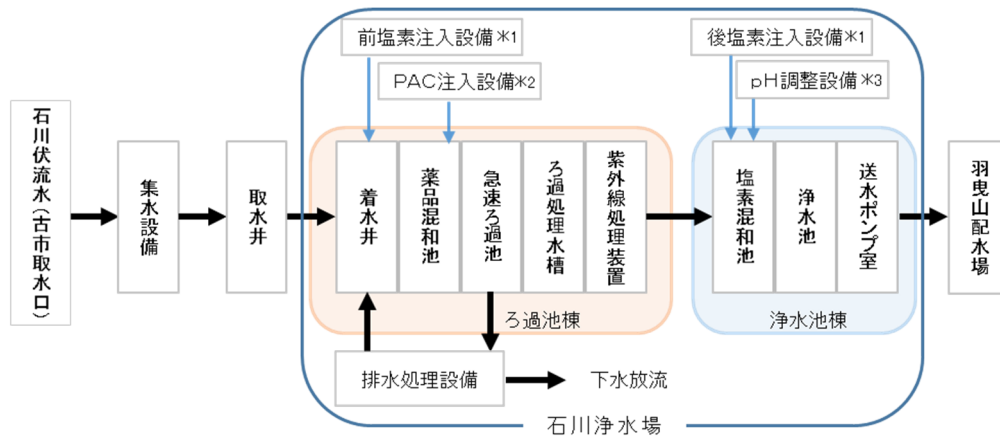 前塩素注入設備＊1
PAC注入設備＊2
後塩素注入設備＊1
pH調整設備＊3
石川伏流水（古市取水口）
集水設備
取水井
着水井
薬品混和池
急速ろ過池
ろ過処理水槽
紫外線処理装置
ろ過池棟
塩素混和池
浄水池
送水ポンプ室
浄水池棟
羽曳山配水場
排水処理設備
下水放流
石川浄水場